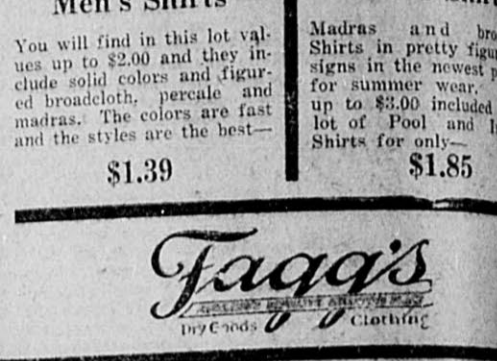 Men's Shirts
You will find in this lot val-
ues up to $2.00 and they in-
clude solid colors and figur-
ed broadcloth, percale and
madras. The colors are fast
and the styles are the best—
$1.39
Madras and bro
Shirts in pretty figu
signs in the newest p
for summer wear,
up to $3.00 included
lot of Pool and
Shirts for only—
$1.85
Fagg's
Dry Goods Clothing